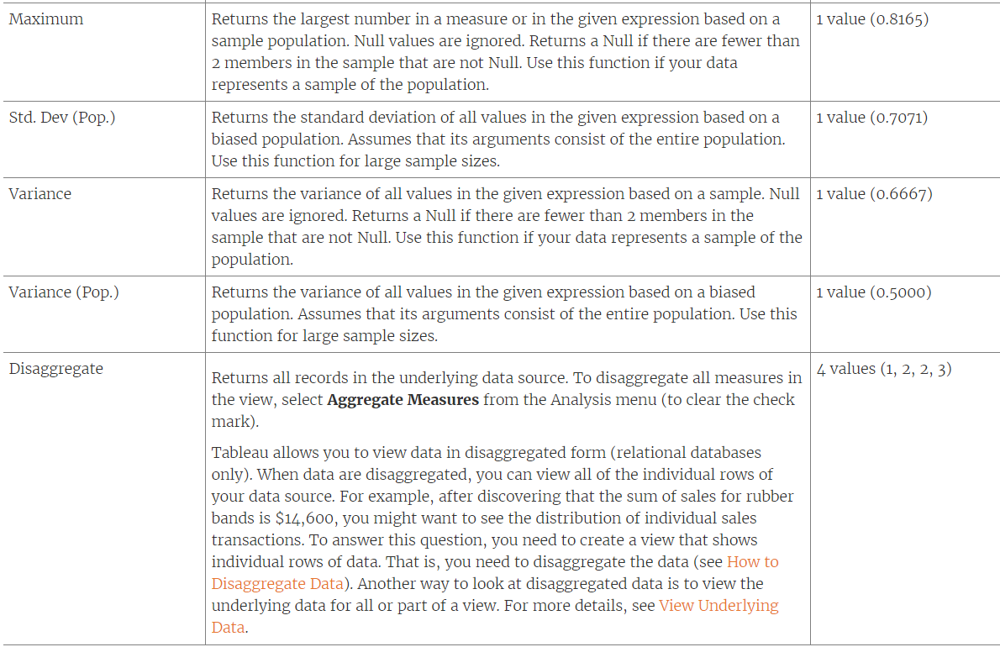 Maximum
Returns the largest number in a measure or in the given expression based on a
sample population. Null values are ignored. Returns a Null if there are fewer than
2 members in the sample that are not Null. Use this function if your data
represents a sample of the population.
1 value (0.8165)
Std. Dev (Pop.)
Returns the standard deviation of all values in the given expression based on a
biased population. Assumes that its arguments consist of the entire population.
Use this function for large sample sizes.
1 value (0.7071)
Variance
Returns the variance of all values in the given expression based on a sample. Null
values are ignored. Returns a Null if there are fewer than 2 members in the
sample that are not Null. Use this function if your data represents a sample of the
population.
1 value (0.6667)
Variance (Pop.)
Returns the variance of all values in the given expression based on a biased
population. Assumes that its arguments consist of the entire population. Use this
function for large sample sizes.
1 value (0.5000)
Disaggregate
Returns all records in the underlying data source. To disaggregate all measures in
the view, select Aggregate Measures from the Analysis menu (to clear the check
mark).
Tableau allows you to view data in disaggregated form (relational databases
only). When data are disaggregated, you can view all of the individual rows of
your data source. For example, after discovering that the sum of sales for rubber
bands is $14,600, you might want to see the distribution of individual sales
transactions. To answer this question, you need to create a view that shows
individual rows of data. That is, you need to disaggregate the data (see How to
Disaggregate Data). Another way to look at disaggregated data is to view the
underlying data for all or part of a view. For more details, see View Underlying
Data.
4 values (1, 2, 2, 3)